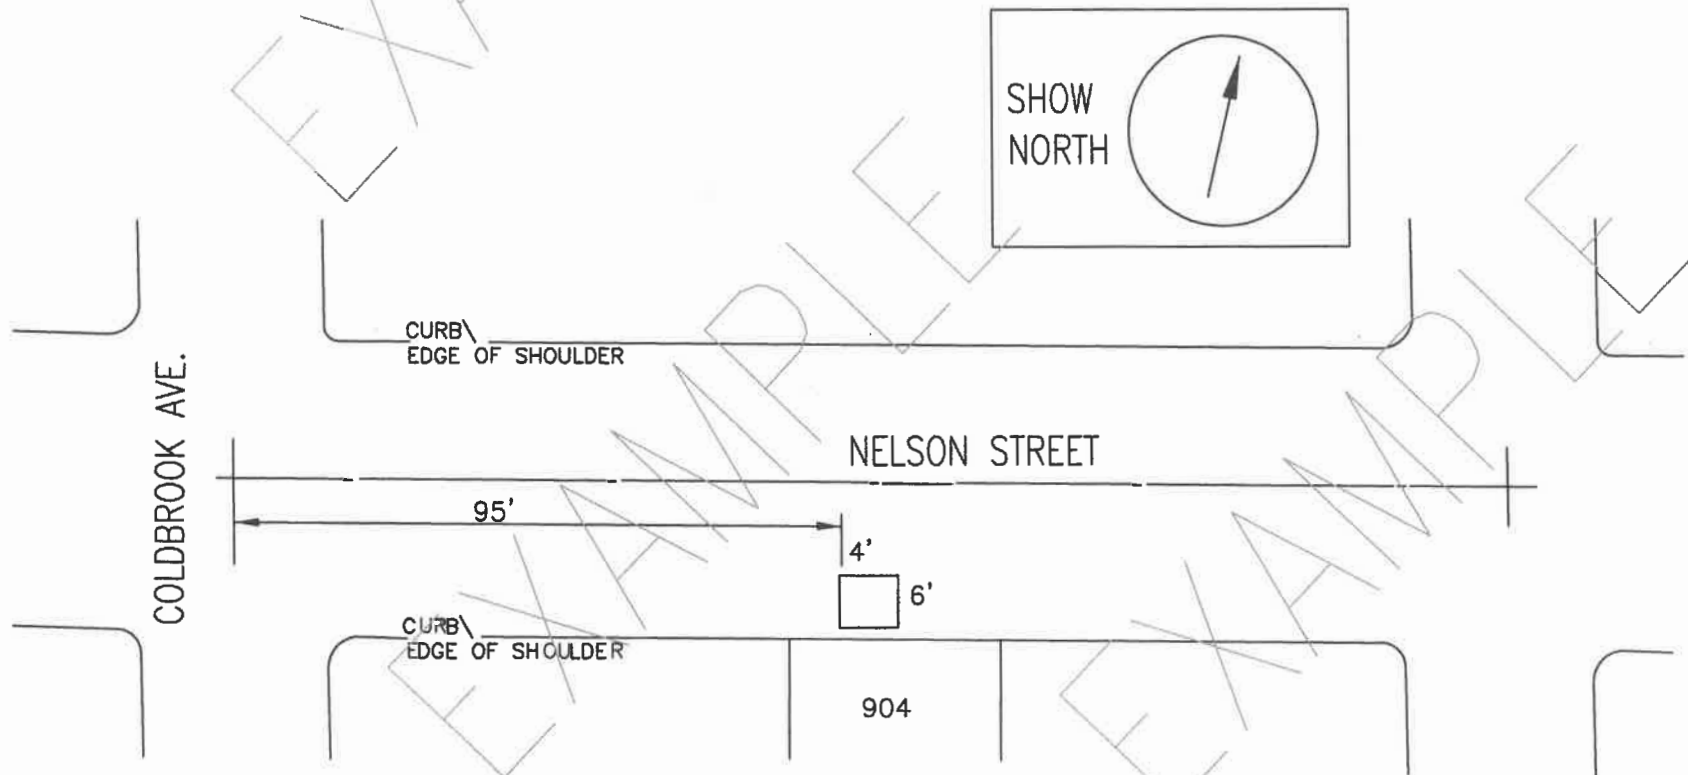 EXAMPLE
SHOW
NORTH
CURB\
EDGE OF SHOULDER
COLDBROOK AVE.
NELSON STREET
95'
4'
6'
CURB\
EDGE OF SHOULDER
904
EXAMPLE
EXAMPLE